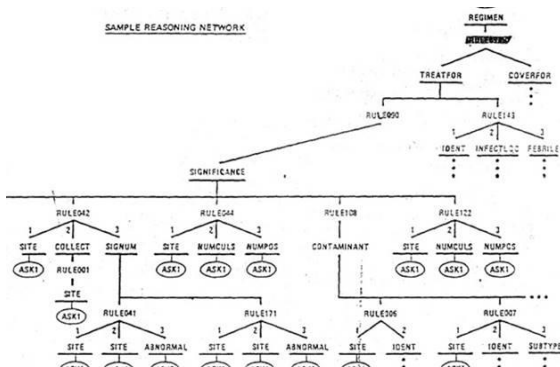 REGIMEN
SAMPLE REASONING NETWORK
TREATFOR COVERFOR
RULE090 RULE143
1 2 3
IDENT INFECTLOC FEBRILE
SIGNIFICANCE
RULE042 RULE044 RULE108 RULE122
1 2 3 1 2 3 1 2 3
SITE COLLECT SIGNUM SITE NUMCULS NUMPOS CONTAMINANT SITE NUMCULS NUMPOS
ASK1 RULE001 ASK1 ASK1 ASK1 ASK1 ASK1 ASK1
SITE
ASK1
RULE041 RULE171 RULE006 RULE007
1 2 3 1 2 3 1 2 1 2 3
SITE SITE ABNORMAL SITE SITE ABNORMAL SITE IDENT SITE IDENT SUBTYPE